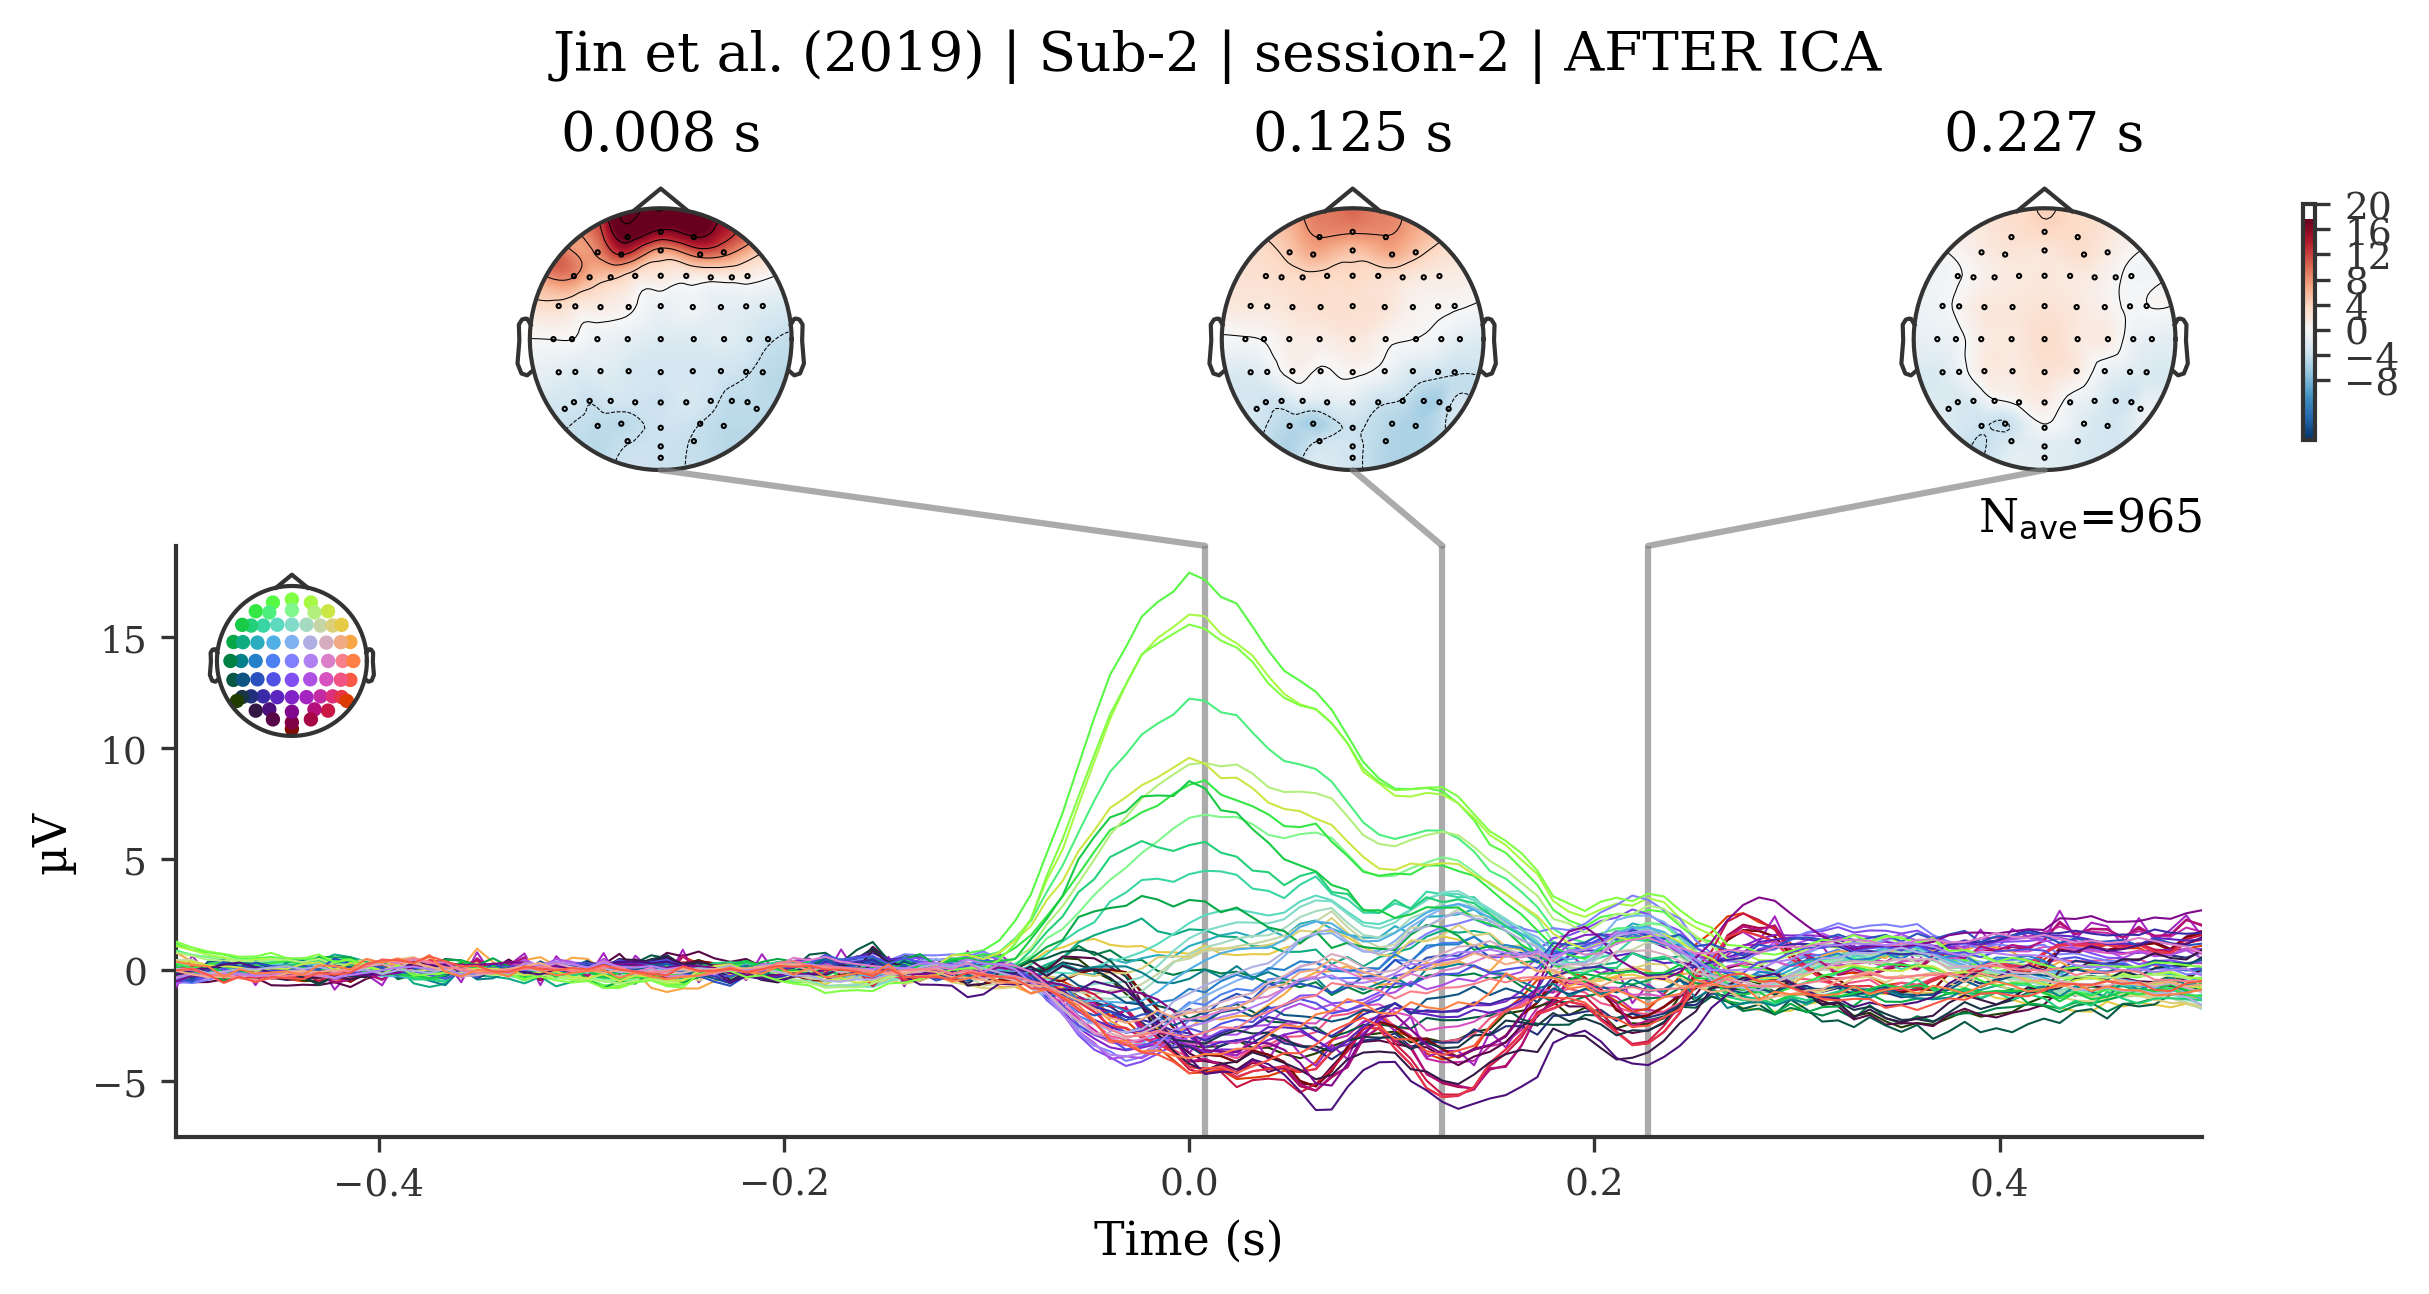 Jin et al. (2019) | Sub-2 | session-2 | AFTER ICA
0.008 s
0.125 s
0.227 s
20
16
12
8
4
0
−4
−8
Nave=965
µV
15
10
5
0
−5
−0.4
−0.2
0.0
0.2
0.4
Time (s)